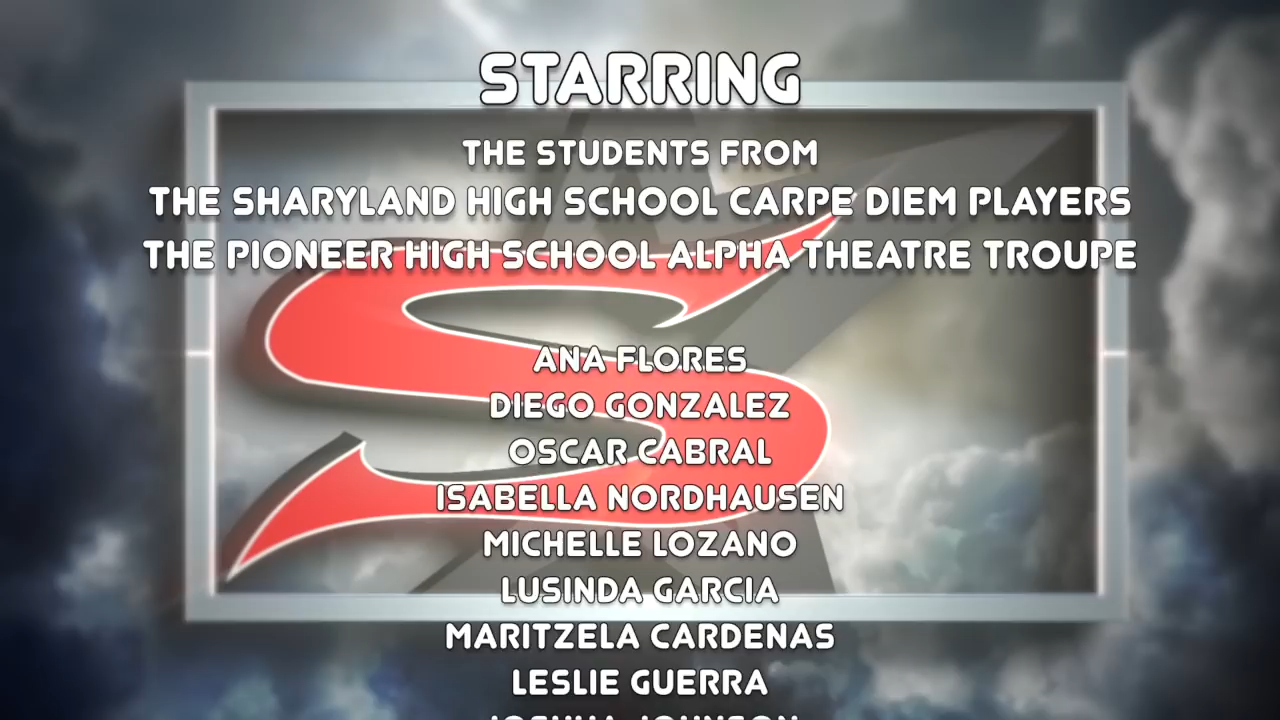 STARRING
THE STUDENTS FROM
THE SHARYLAND HIGH SCHOOL CARPE DIEM PLAYERS
THE PIONEER HIGH SCHOOL ALPHA THEATRE TROUPE
ANA FLORES
DIEGO GONZALEZ
OSCAR CABRAL
ISABELLA NORDHAUSEN
MICHELLE LOZANO
LUSINDA GARCIA
MARITZELA CARDENAS
LESLIE GUERRA